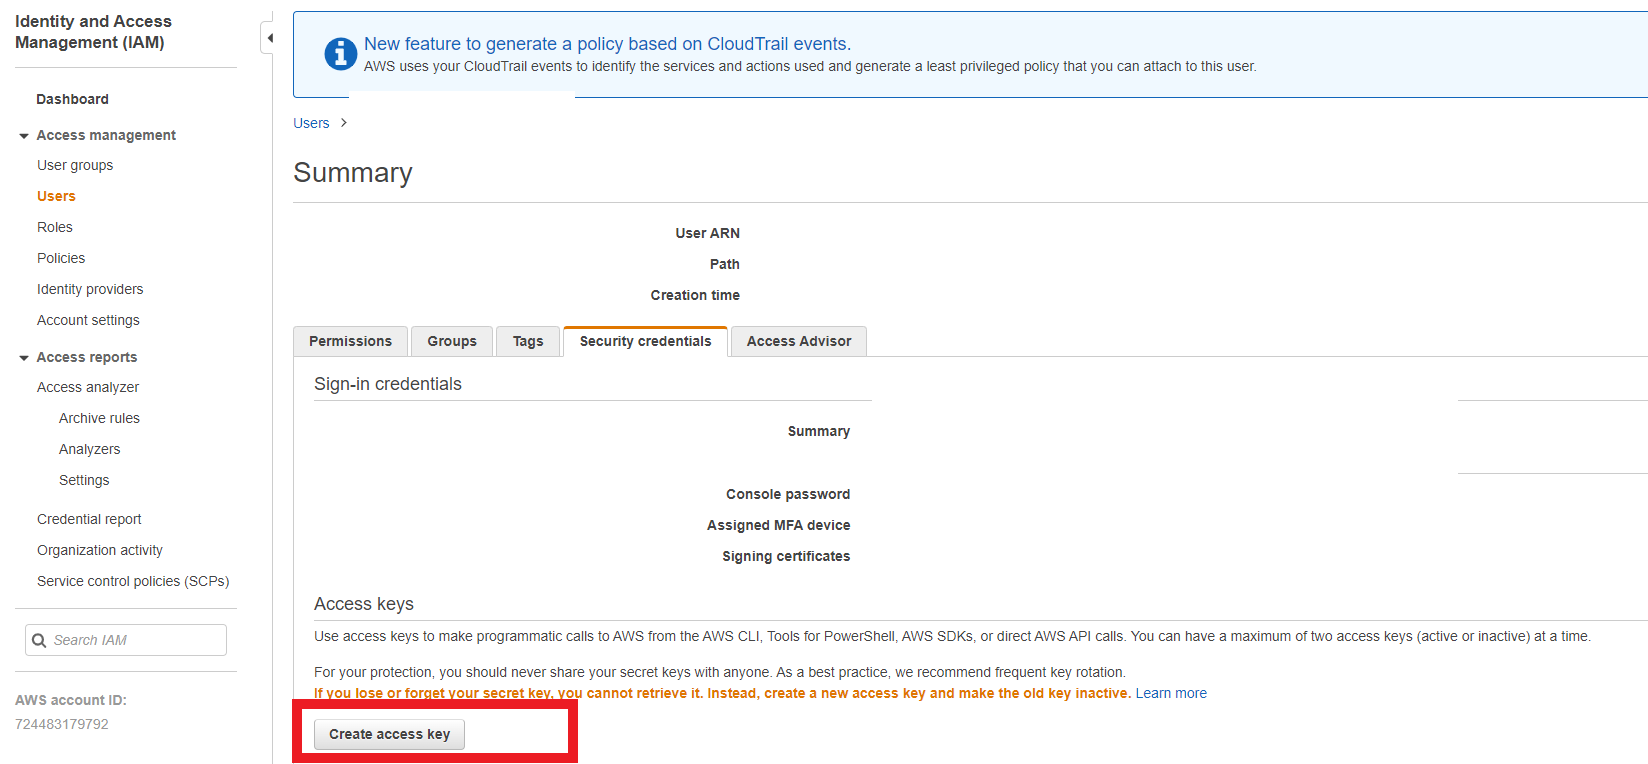 Identity and Access
Management (IAM)
Dashboard
Access management
User groups
Users
Roles
Policies
Identity providers
Account settings
Access reports
Access analyzer
Archive rules
Analyzers
Settings
Credential report
Organization activity
Service control policies (SCPs)
Search IAM
AWS account ID:
724483179792
New feature to generate a policy based on CloudTrail events.
AWS uses your CloudTrail events to identify the services and actions used and generate a least privileged policy that you can attach to this user.
Users >
Summary
User ARN
Path
Creation time
Permissions Groups Tags Security credentials Access Advisor
Sign-in credentials
Summary
Console password
Assigned MFA device
Signing certificates
Access keys
Use access keys to make programmatic calls to AWS from the AWS CLI, Tools for PowerShell, AWS SDKs, or direct AWS API calls. You can have a maximum of two access keys (active or inactive) at a time.
For your protection, you should never share your secret keys with anyone. As a best practice, we recommend frequent key rotation.
If you lose or forget your secret key, you cannot retrieve it. Instead, create a new access key and make the old key inactive. Learn more
Create access key